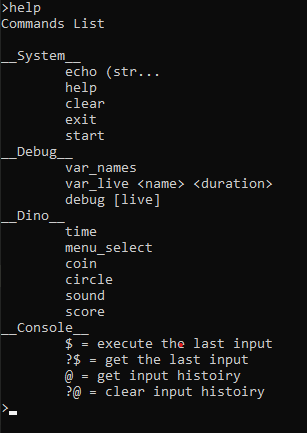 >help
Commands List
__System__
echo (str...
help
clear
exit
start
__Debug__
var_names
var_live <name> <duration>
debug [live]
__Dino__
time
menu_select
coin
circle
sound
score
__Console__
$ = execute the last input
?$ = get the last input
@ = get input histoiry
?@ = clear input histoiry
>_